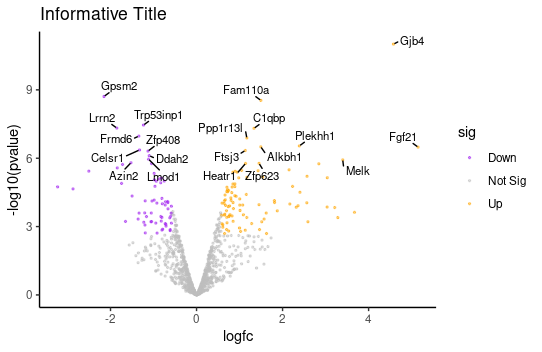 Informative Title
Gjb4
Gpsm2
Fam110a
Lrrn2
Trp53inp1
C1qbp
Ppp1r13l
Frmd6
Zfp408
Plekhh1
Fgf21
Celsr1
Ddah2
Ftsj3
Alkbh1
Azin2
Lmod1
Heatr1
Zfp623
Melk
-log10(pvalue)
9
6
3
0
-2
0
2
4
logfc
sig
Down
Not Sig
Up